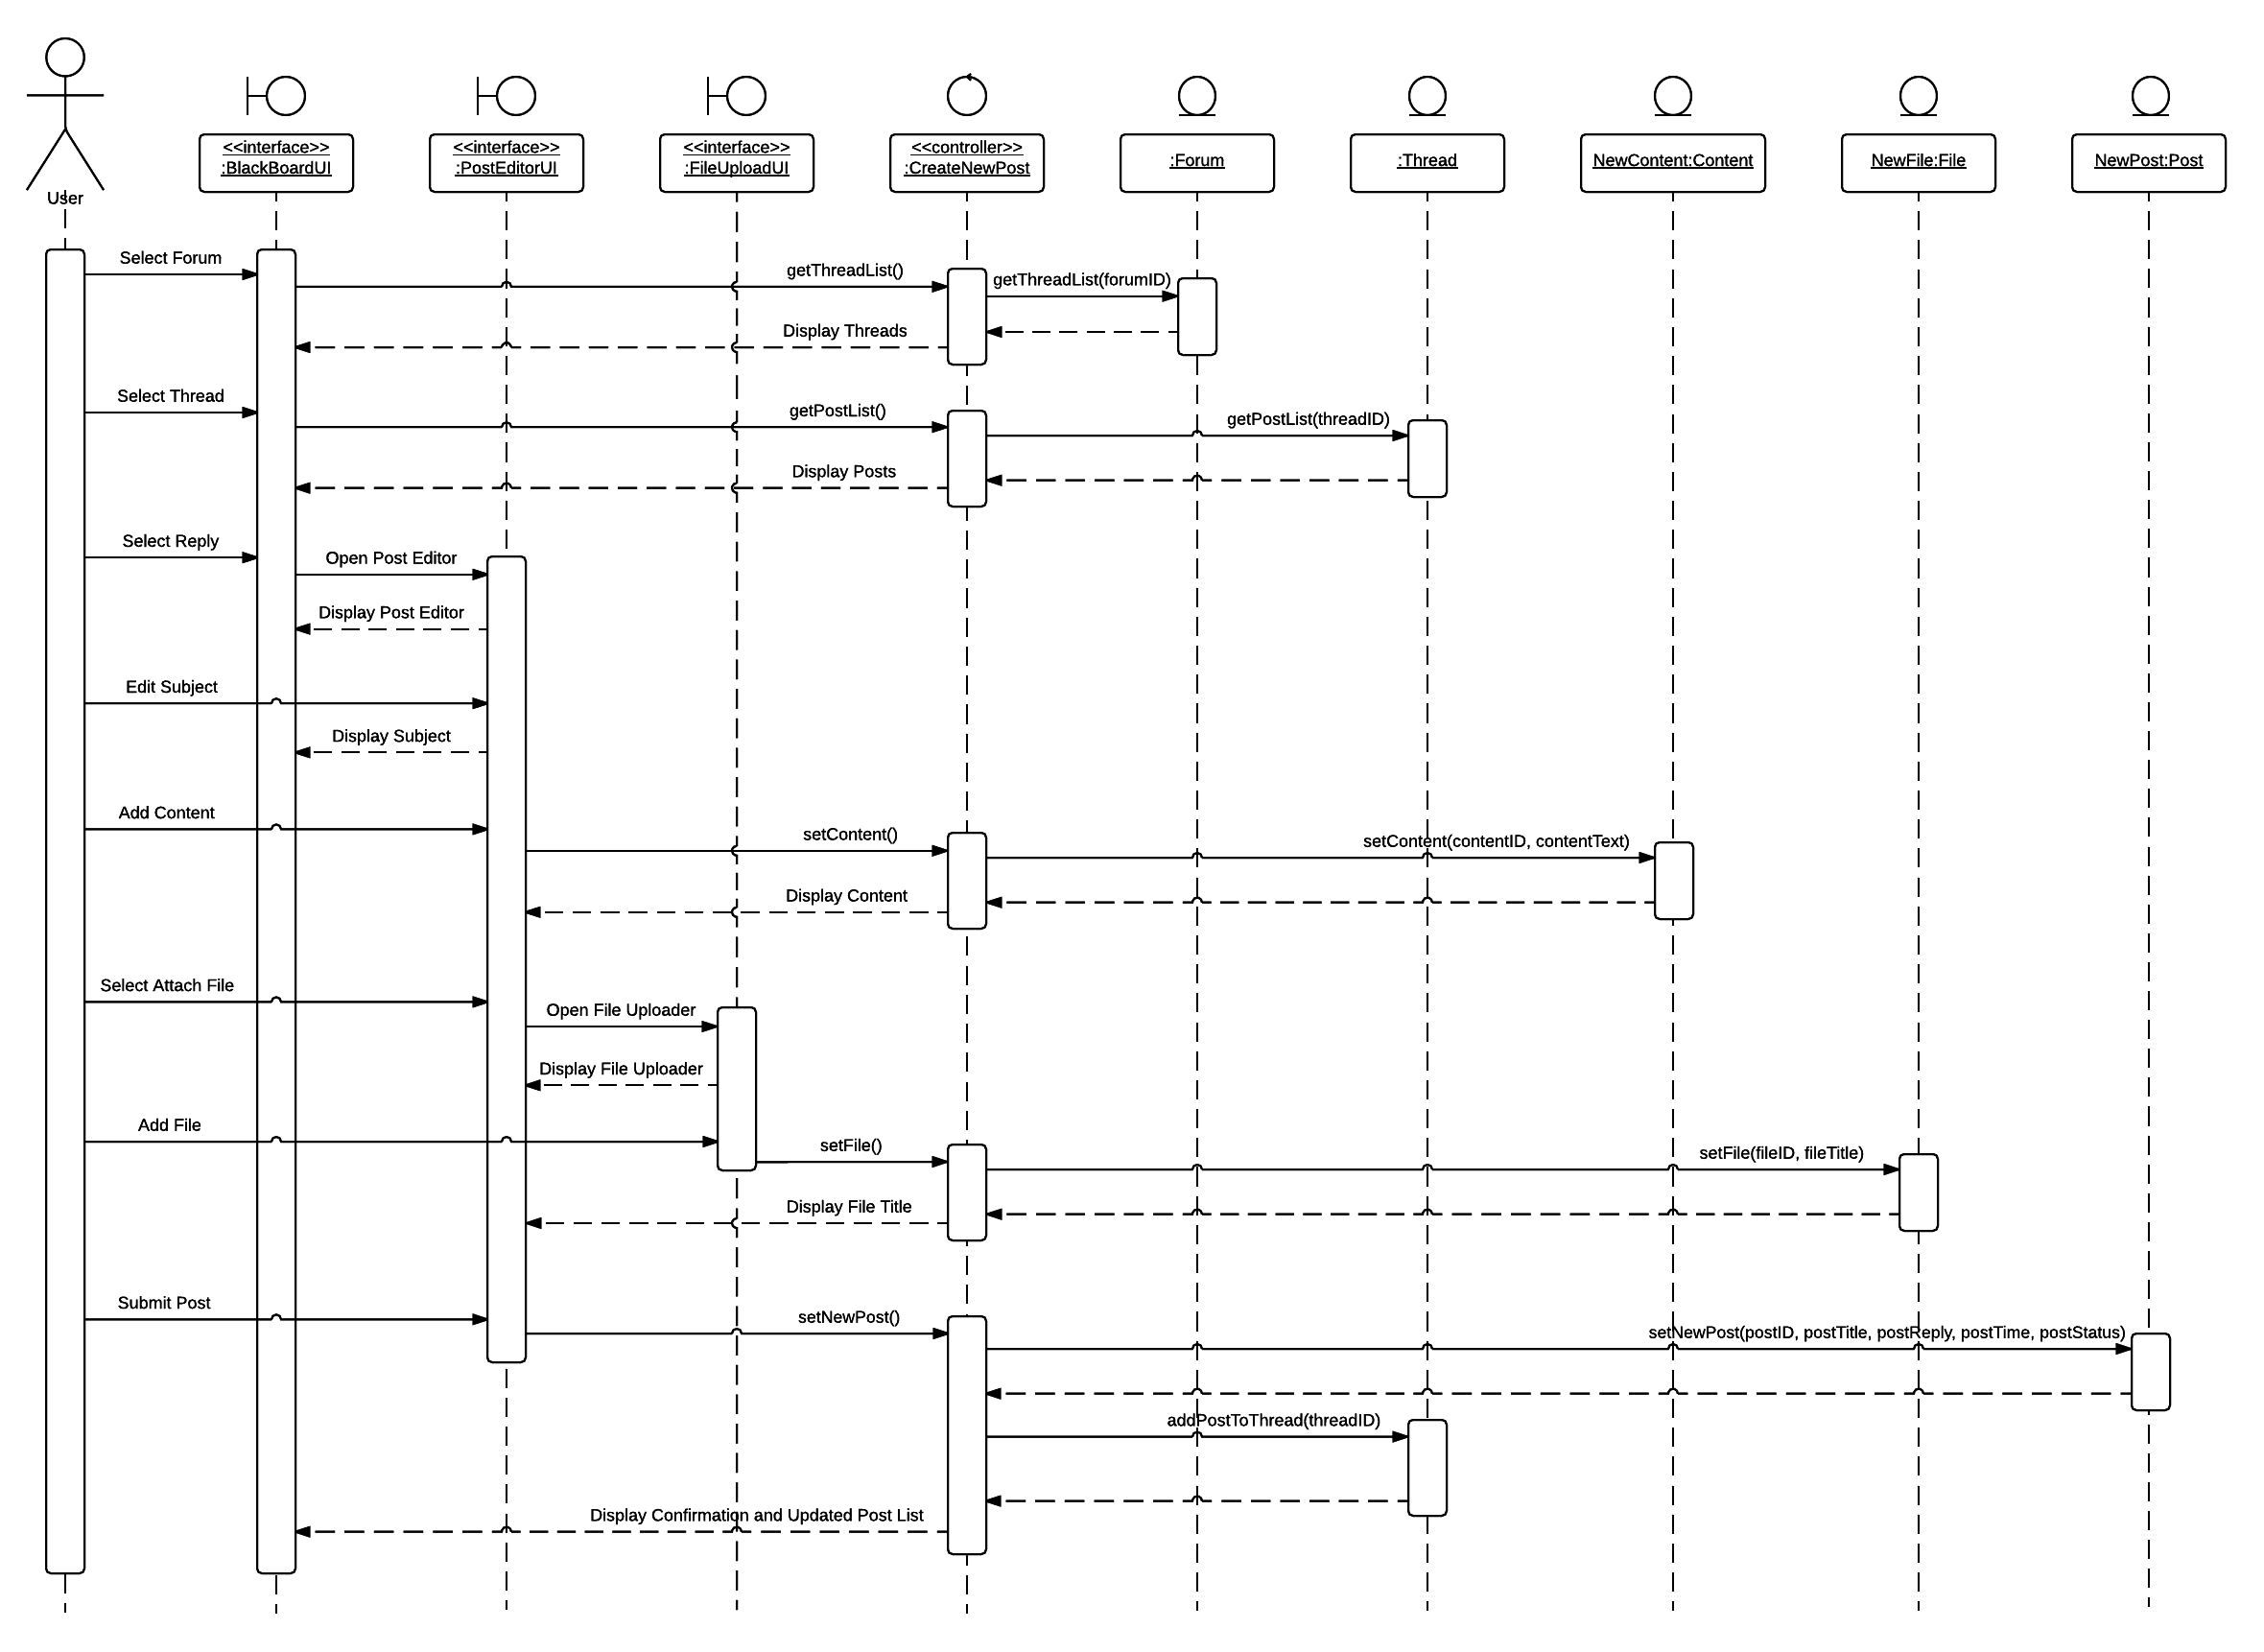 <<interface>>
:BlackBoardUI
<<interface>>
:PostEditorUI
<<interface>>
:FileUploadUI
<<controller>>
:CreateNewPost
:Forum
:Thread
NewContent:Content
NewFile:File
NewPost:Post
User
Select Forum
getThreadList()
getThreadList(forumID)
Display Threads
Select Thread
getPostList()
getPostList(threadID)
Display Posts
Select Reply
Open Post Editor
Display Post Editor
Edit Subject
Display Subject
Add Content
setContent()
setContent(contentID, contentText)
Display Content
Select Attach File
Open File Uploader
Display File Uploader
Add File
setFile()
setFile(fileID, fileTitle)
Display File Title
Submit Post
setNewPost()
setNewPost(postID, postTitle, postReply, postTime, postStatus)
addPostToThread(threadID)
Display Confirmation and Updated Post List